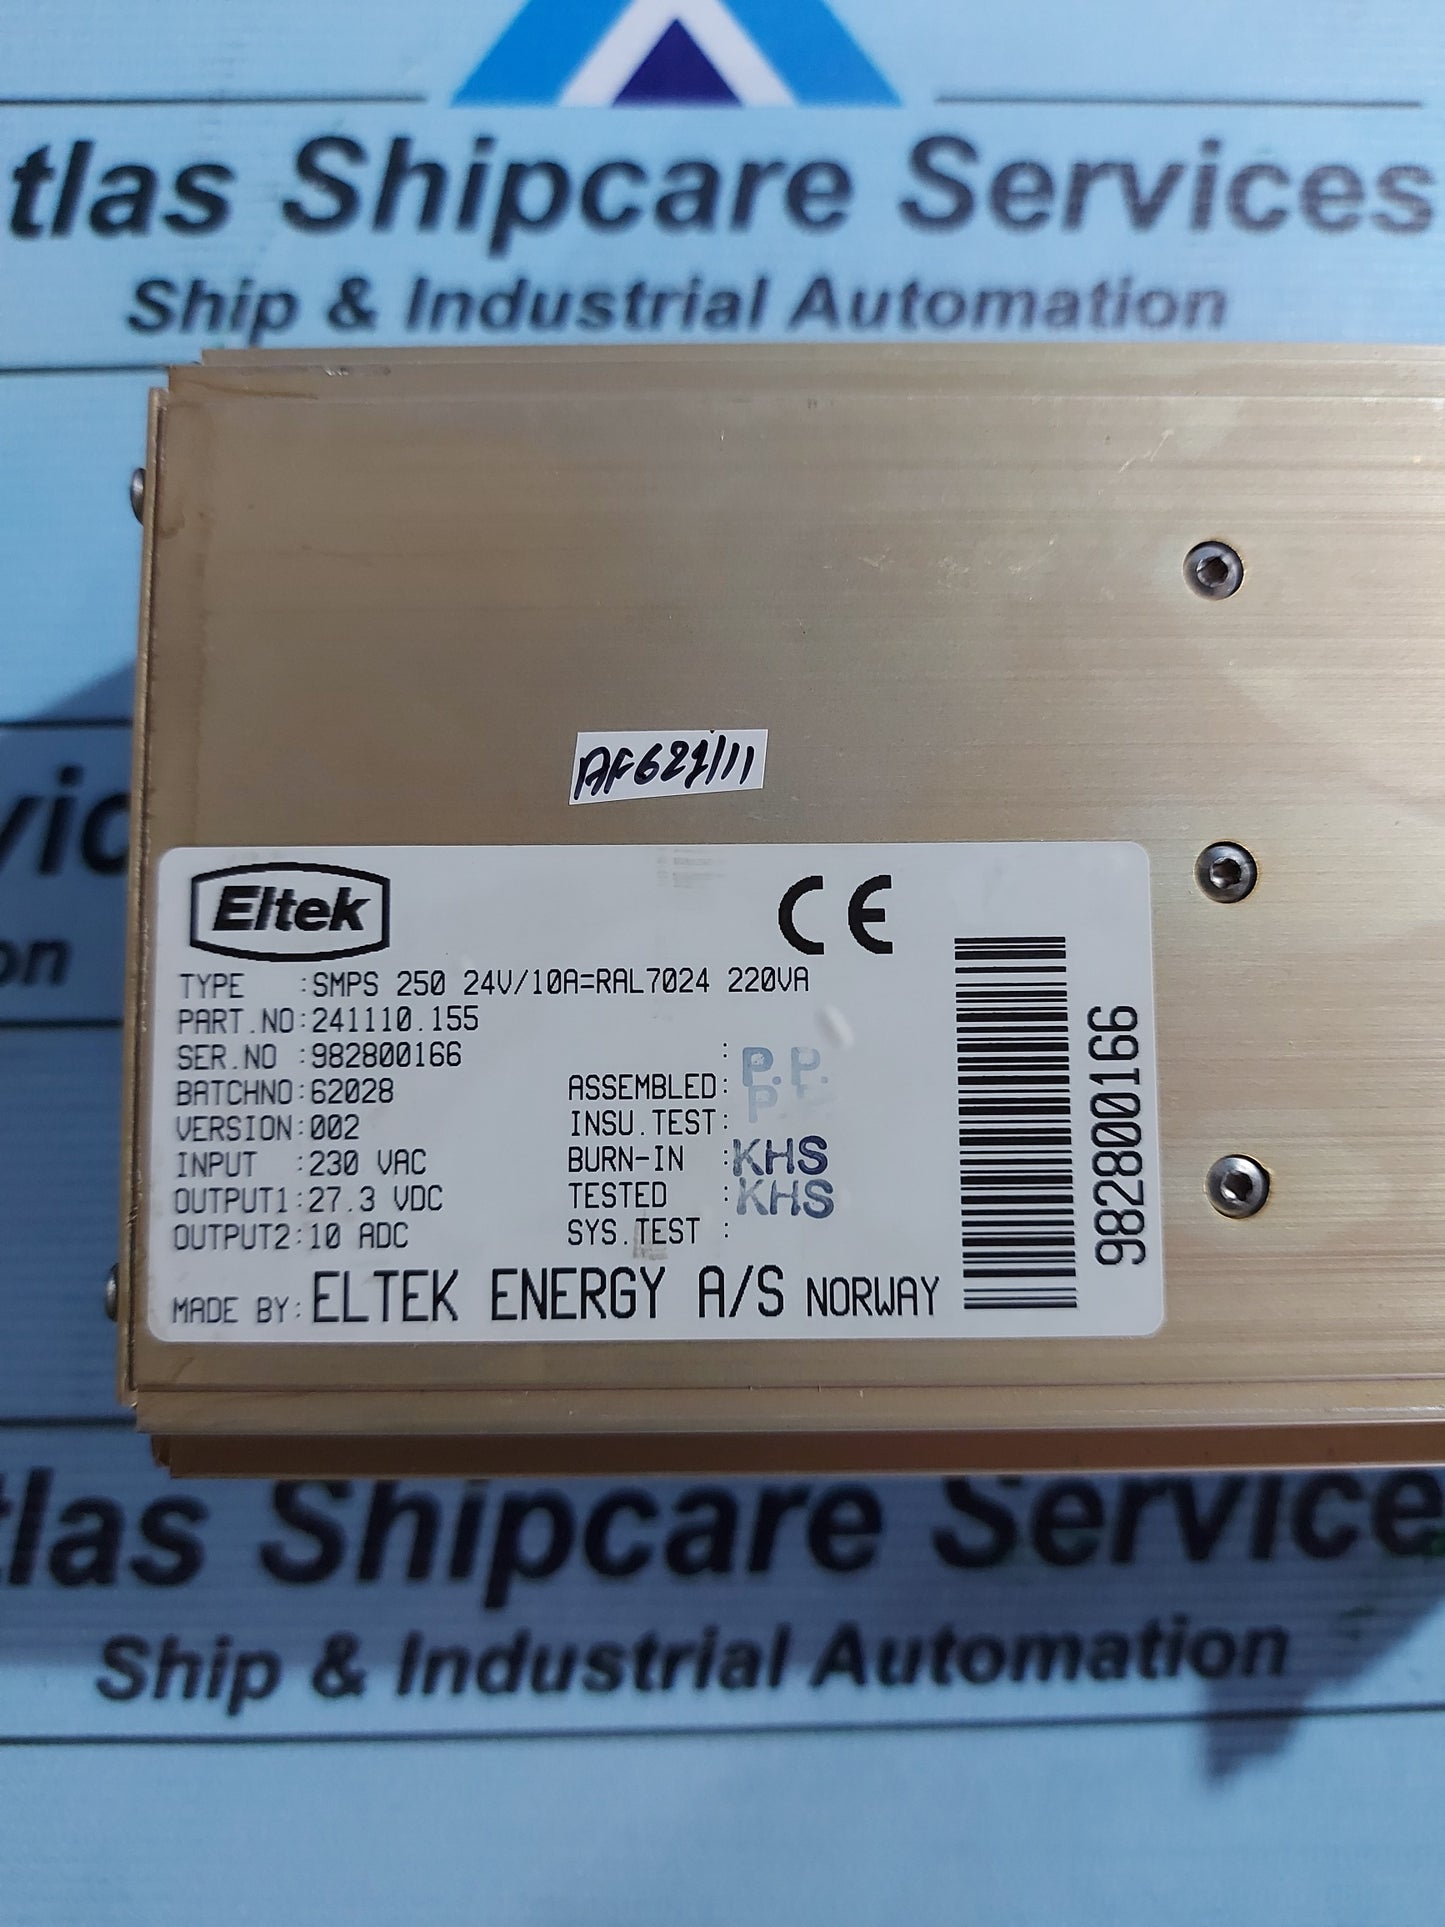 tlas Shipcare Services
Ship & Industrial Automation
vic
on
AF621/11
Eltek
CE
TYPE :SMPS 250 24V/10A=RAL7024 220VA
PART.NO:241110.155
SER.NO :982800166
BATCHNO:62028
VERSION:002
INPUT :230 VAC
OUTPUT1:27.3 VDC
OUTPUT2:10 ADC
:
ASSEMBLED: P.P.
INSU.TEST: P
BURN-IN :KHS
TESTED :KHS
SYS.TEST :
MADE BY: ELTEK ENERGY A/S NORWAY
982800166
tlas Shipcare Service
Ship & Industrial Automation